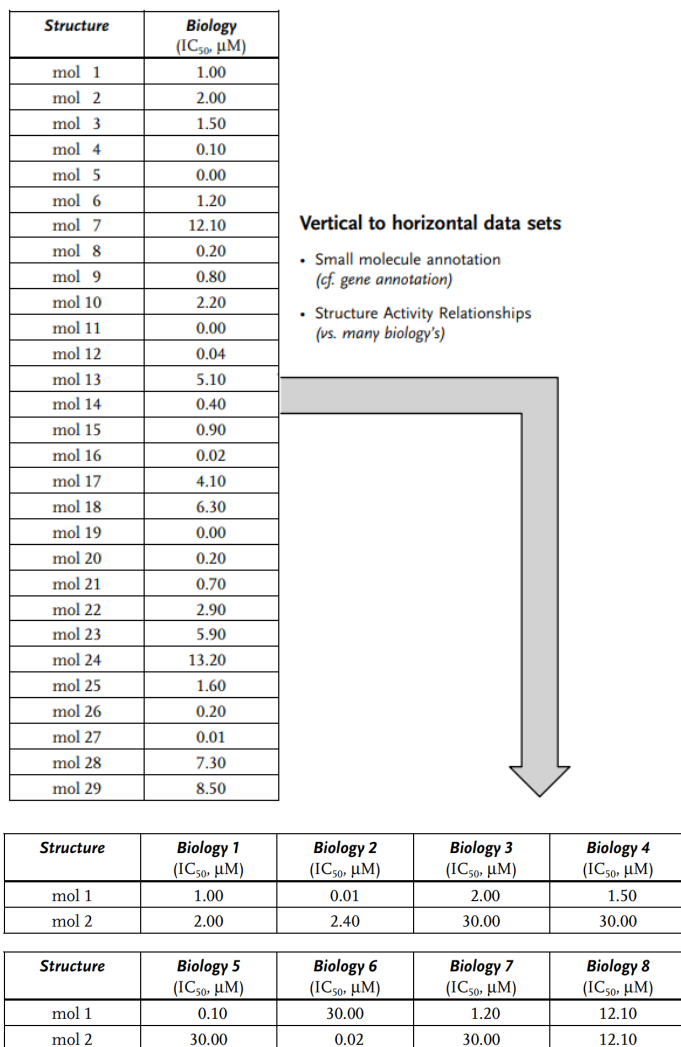 Structure Biology
(IC50, μM)
mol 1 1.00
mol 2 2.00
mol 3 1.50
mol 4 0.10
mol 5 0.00
mol 6 1.20
mol 7 12.10
mol 8 0.20
mol 9 0.80
mol 10 2.20
mol 11 0.00
mol 12 0.04
mol 13 5.10
mol 14 0.40
mol 15 0.90
mol 16 0.02
mol 17 4.10
mol 18 6.30
mol 19 0.00
mol 20 0.20
mol 21 0.70
mol 22 2.90
mol 23 5.90
mol 24 13.20
mol 25 1.60
mol 26 0.20
mol 27 0.01
mol 28 7.30
mol 29 8.50
Vertical to horizontal data sets
• Small molecule annotation
(cf. gene annotation)
• Structure Activity Relationships
(vs. many biology's)
Structure Biology 1 Biology 2 Biology 3 Biology 4
(IC50, μM) (IC50, μM) (IC50, μM) (IC50, μM)
mol 1 1.00 0.01 2.00 1.50
mol 2 2.00 2.40 30.00 30.00
Structure Biology 5 Biology 6 Biology 7 Biology 8
(IC50, μM) (IC50, μM) (IC50, μM) (IC50, μM)
mol 1 0.10 30.00 1.20 12.10
mol 2 30.00 0.02 30.00 12.10